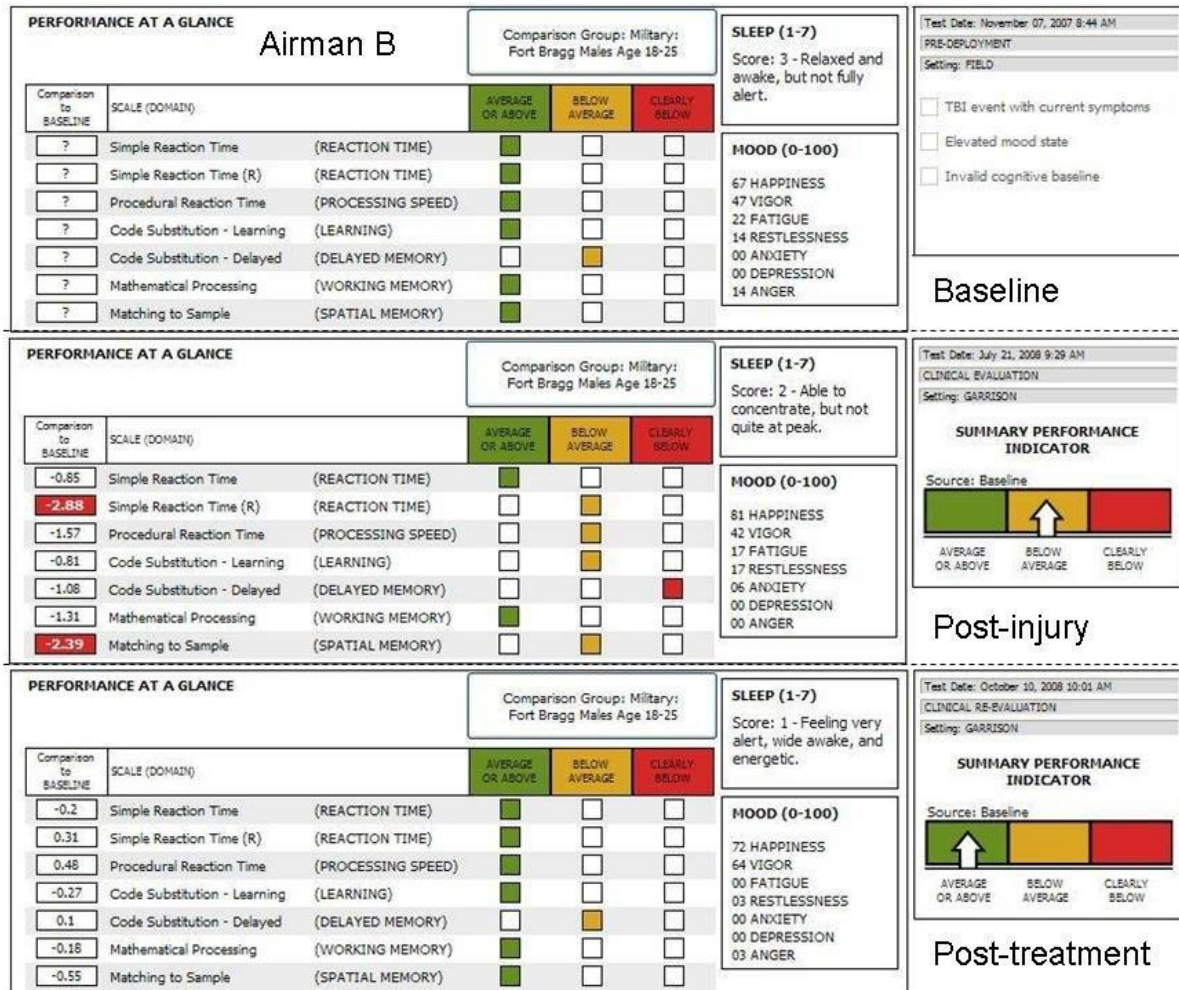 PERFORMANCE AT A GLANCE
Airman B
Comparison Group: Military:
Fort Bragg Males Age 18-25
Comparison
to
BASELINE
SCALE (DOMAIN)
AVERAGE
OR ABOVE
BELOW
AVERAGE
CLEARLY
BELOW
? Simple Reaction Time (REACTION TIME)
? Simple Reaction Time (R) (REACTION TIME)
? Procedural Reaction Time (PROCESSING SPEED)
? Code Substitution - Learning (LEARNING)
? Code Substitution - Delayed (DELAYED MEMORY)
? Mathematical Processing (WORKING MEMORY)
? Matching to Sample (SPATIAL MEMORY)
SLEEP (1-7)
Score: 3 - Relaxed and
awake, but not fully
alert.
MOOD (0-100)
67 HAPPINESS
47 VIGOR
22 FATIGUE
14 RESTLESSNESS
00 ANXIETY
00 DEPRESSION
14 ANGER
Test Date: November 07, 2007 8:44 AM
PRE-DEPLOYMENT
Setting: FIELD
TBI event with current symptoms
Elevated mood state
Invalid cognitive baseline
Baseline
PERFORMANCE AT A GLANCE
Comparison Group: Military:
Fort Bragg Males Age 18-25
Comparison
to
BASELINE
SCALE (DOMAIN)
AVERAGE
OR ABOVE
BELOW
AVERAGE
CLEARLY
BELOW
-0.85 Simple Reaction Time (REACTION TIME)
-2.88 Simple Reaction Time (R) (REACTION TIME)
-1.57 Procedural Reaction Time (PROCESSING SPEED)
-0.81 Code Substitution - Learning (LEARNING)
-1.08 Code Substitution - Delayed (DELAYED MEMORY)
-1.31 Mathematical Processing (WORKING MEMORY)
-2.39 Matching to Sample (SPATIAL MEMORY)
SLEEP (1-7)
Score: 2 - Able to
concentrate, but not
quite at peak.
MOOD (0-100)
81 HAPPINESS
42 VIGOR
17 FATIGUE
17 RESTLESSNESS
06 ANXIETY
00 DEPRESSION
00 ANGER
Test Date: July 21, 2008 9:29 AM
CLINICAL EVALUATION
Setting: GARRISON
SUMMARY PERFORMANCE
INDICATOR
Source: Baseline
AVERAGE
OR ABOVE
BELOW
AVERAGE
CLEARLY
BELOW
Post-injury
PERFORMANCE AT A GLANCE
Comparison Group: Military:
Fort Bragg Males Age 18-25
Comparison
to
BASELINE
SCALE (DOMAIN)
AVERAGE
OR ABOVE
BELOW
AVERAGE
CLEARLY
BELOW
-0.2 Simple Reaction Time (REACTION TIME)
0.31 Simple Reaction Time (R) (REACTION TIME)
0.48 Procedural Reaction Time (PROCESSING SPEED)
-0.27 Code Substitution - Learning (LEARNING)
0.1 Code Substitution - Delayed (DELAYED MEMORY)
-0.18 Mathematical Processing (WORKING MEMORY)
-0.55 Matching to Sample (SPATIAL MEMORY)
SLEEP (1-7)
Score: 1 - Feeling very
alert, wide awake, and
energetic.
MOOD (0-100)
72 HAPPINESS
64 VIGOR
00 FATIGUE
03 RESTLESSNESS
00 ANXIETY
00 DEPRESSION
03 ANGER
Test Date: October 10, 2008 10:01 AM
CLINICAL RE-EVALUATION
Setting: GARRISON
SUMMARY PERFORMANCE
INDICATOR
Source: Baseline
AVERAGE
OR ABOVE
BELOW
AVERAGE
CLEARLY
BELOW
Post-treatment